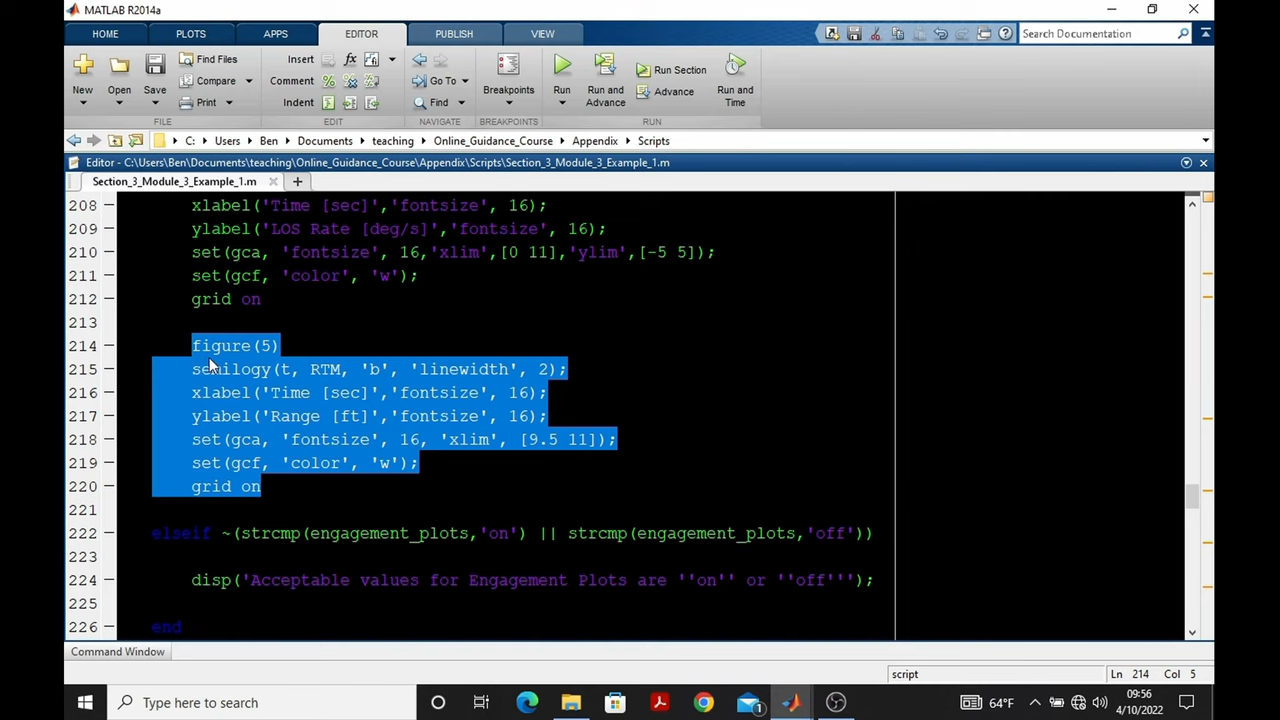 MATLAB R2014a
HOME PLOTS APPS EDITOR PUBLISH VIEW Search Documentation
New Open Save Find Files Compare Print
Insert fx Comment Indent
Go To Find
Breakpoints
Run Run and Advance Run Section Advance Run and Time
FILE EDIT NAVIGATE BREAKPOINTS RUN
C: Users Ben Documents teaching Online_Guidance_Course Appendix Scripts
Editor - C:\Users\Ben\Documents\teaching\Online_Guidance_Course\Appendix\Scripts\Section_3_Module_3_Example_1.m
Section_3_Module_3_Example_1.m
208 xlabel('Time [sec]','fontsize', 16);
209 ylabel('LOS Rate [deg/s]','fontsize', 16);
210 set(gca, 'fontsize', 16,'xlim',[0 11],'ylim',[-5 5]);
211 set(gcf, 'color', 'w');
212 grid on
213
214 figure(5)
215 semilogy(t, RTM, 'b', 'linewidth', 2);
216 xlabel('Time [sec]','fontsize', 16);
217 ylabel('Range [ft]','fontsize', 16);
218 set(gca, 'fontsize', 16, 'xlim', [9.5 11]);
219 set(gcf, 'color', 'w');
220 grid on
221
222 elseif ~(strcmp(engagement_plots,'on') || strcmp(engagement_plots,'off'))
223
224 disp('Acceptable values for Engagement Plots are ''on'' or ''off''');
225
226 end
Command Window
script Ln 214 Col 5
Type here to search
1
64°F
09:56
4/10/2022